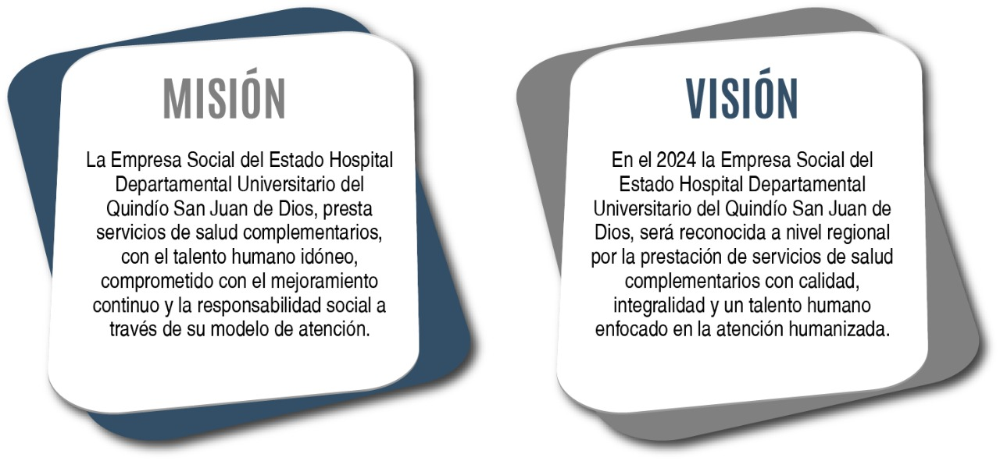 MISIÓN
La Empresa Social del Estado Hospital
Departamental Universitario del
Quindío San Juan de Dios, presta
servicios de salud complementarios,
con el talento humano idóneo,
comprometido con el mejoramiento
continuo y la responsabilidad social a
través de su modelo de atención.
VISIÓN
En el 2024 la Empresa Social del
Estado Hospital Departamental
Universitario del Quindío San Juan de
Dios, será reconocida a nivel regional
por la prestación de servicios de salud
complementarios con calidad,
integralidad y un talento humano
enfocado en la atención humanizada.